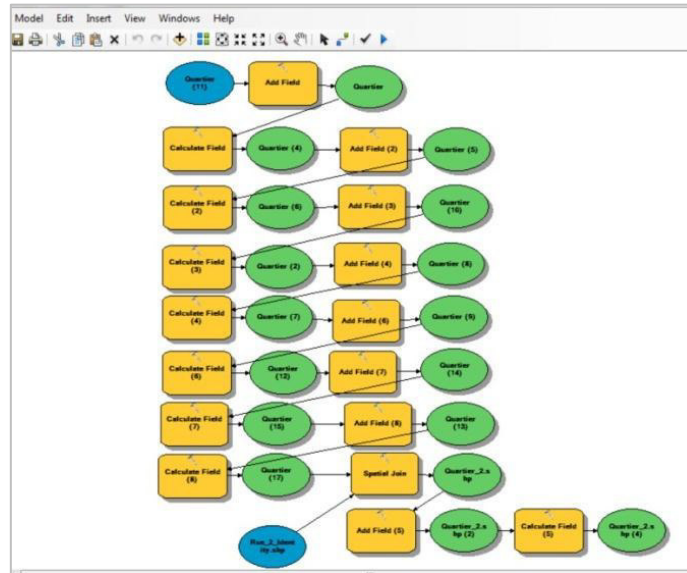 Model Edit Insert View Windows Help
Quartier
(11)
Add Field
Quartier
Calculate Field
Quartier (4)
Add Field (2)
Quartier (5)
Calculate Field
(2)
Quartier (6)
Add Field (3)
Quartier
(10)
Calculate Field
(3)
Quartier (2)
Add Field (4)
Quartier (8)
Calculate Field
(4)
Quartier (7)
Add Field (6)
Quartier (9)
Calculate Field
(6)
Quartier
(12)
Add Field (7)
Quartier
(14)
Calculate Field
(7)
Quartier
(15)
Add Field (8)
Quartier
(13)
Calculate Field
(8)
Quartier
(17)
Spatial Join
Quartier_2.s
hp
Add Field (5)
Quartier_2.s
hp (2)
Calculate Field
(5)
Quartier_2.s
hp (4)